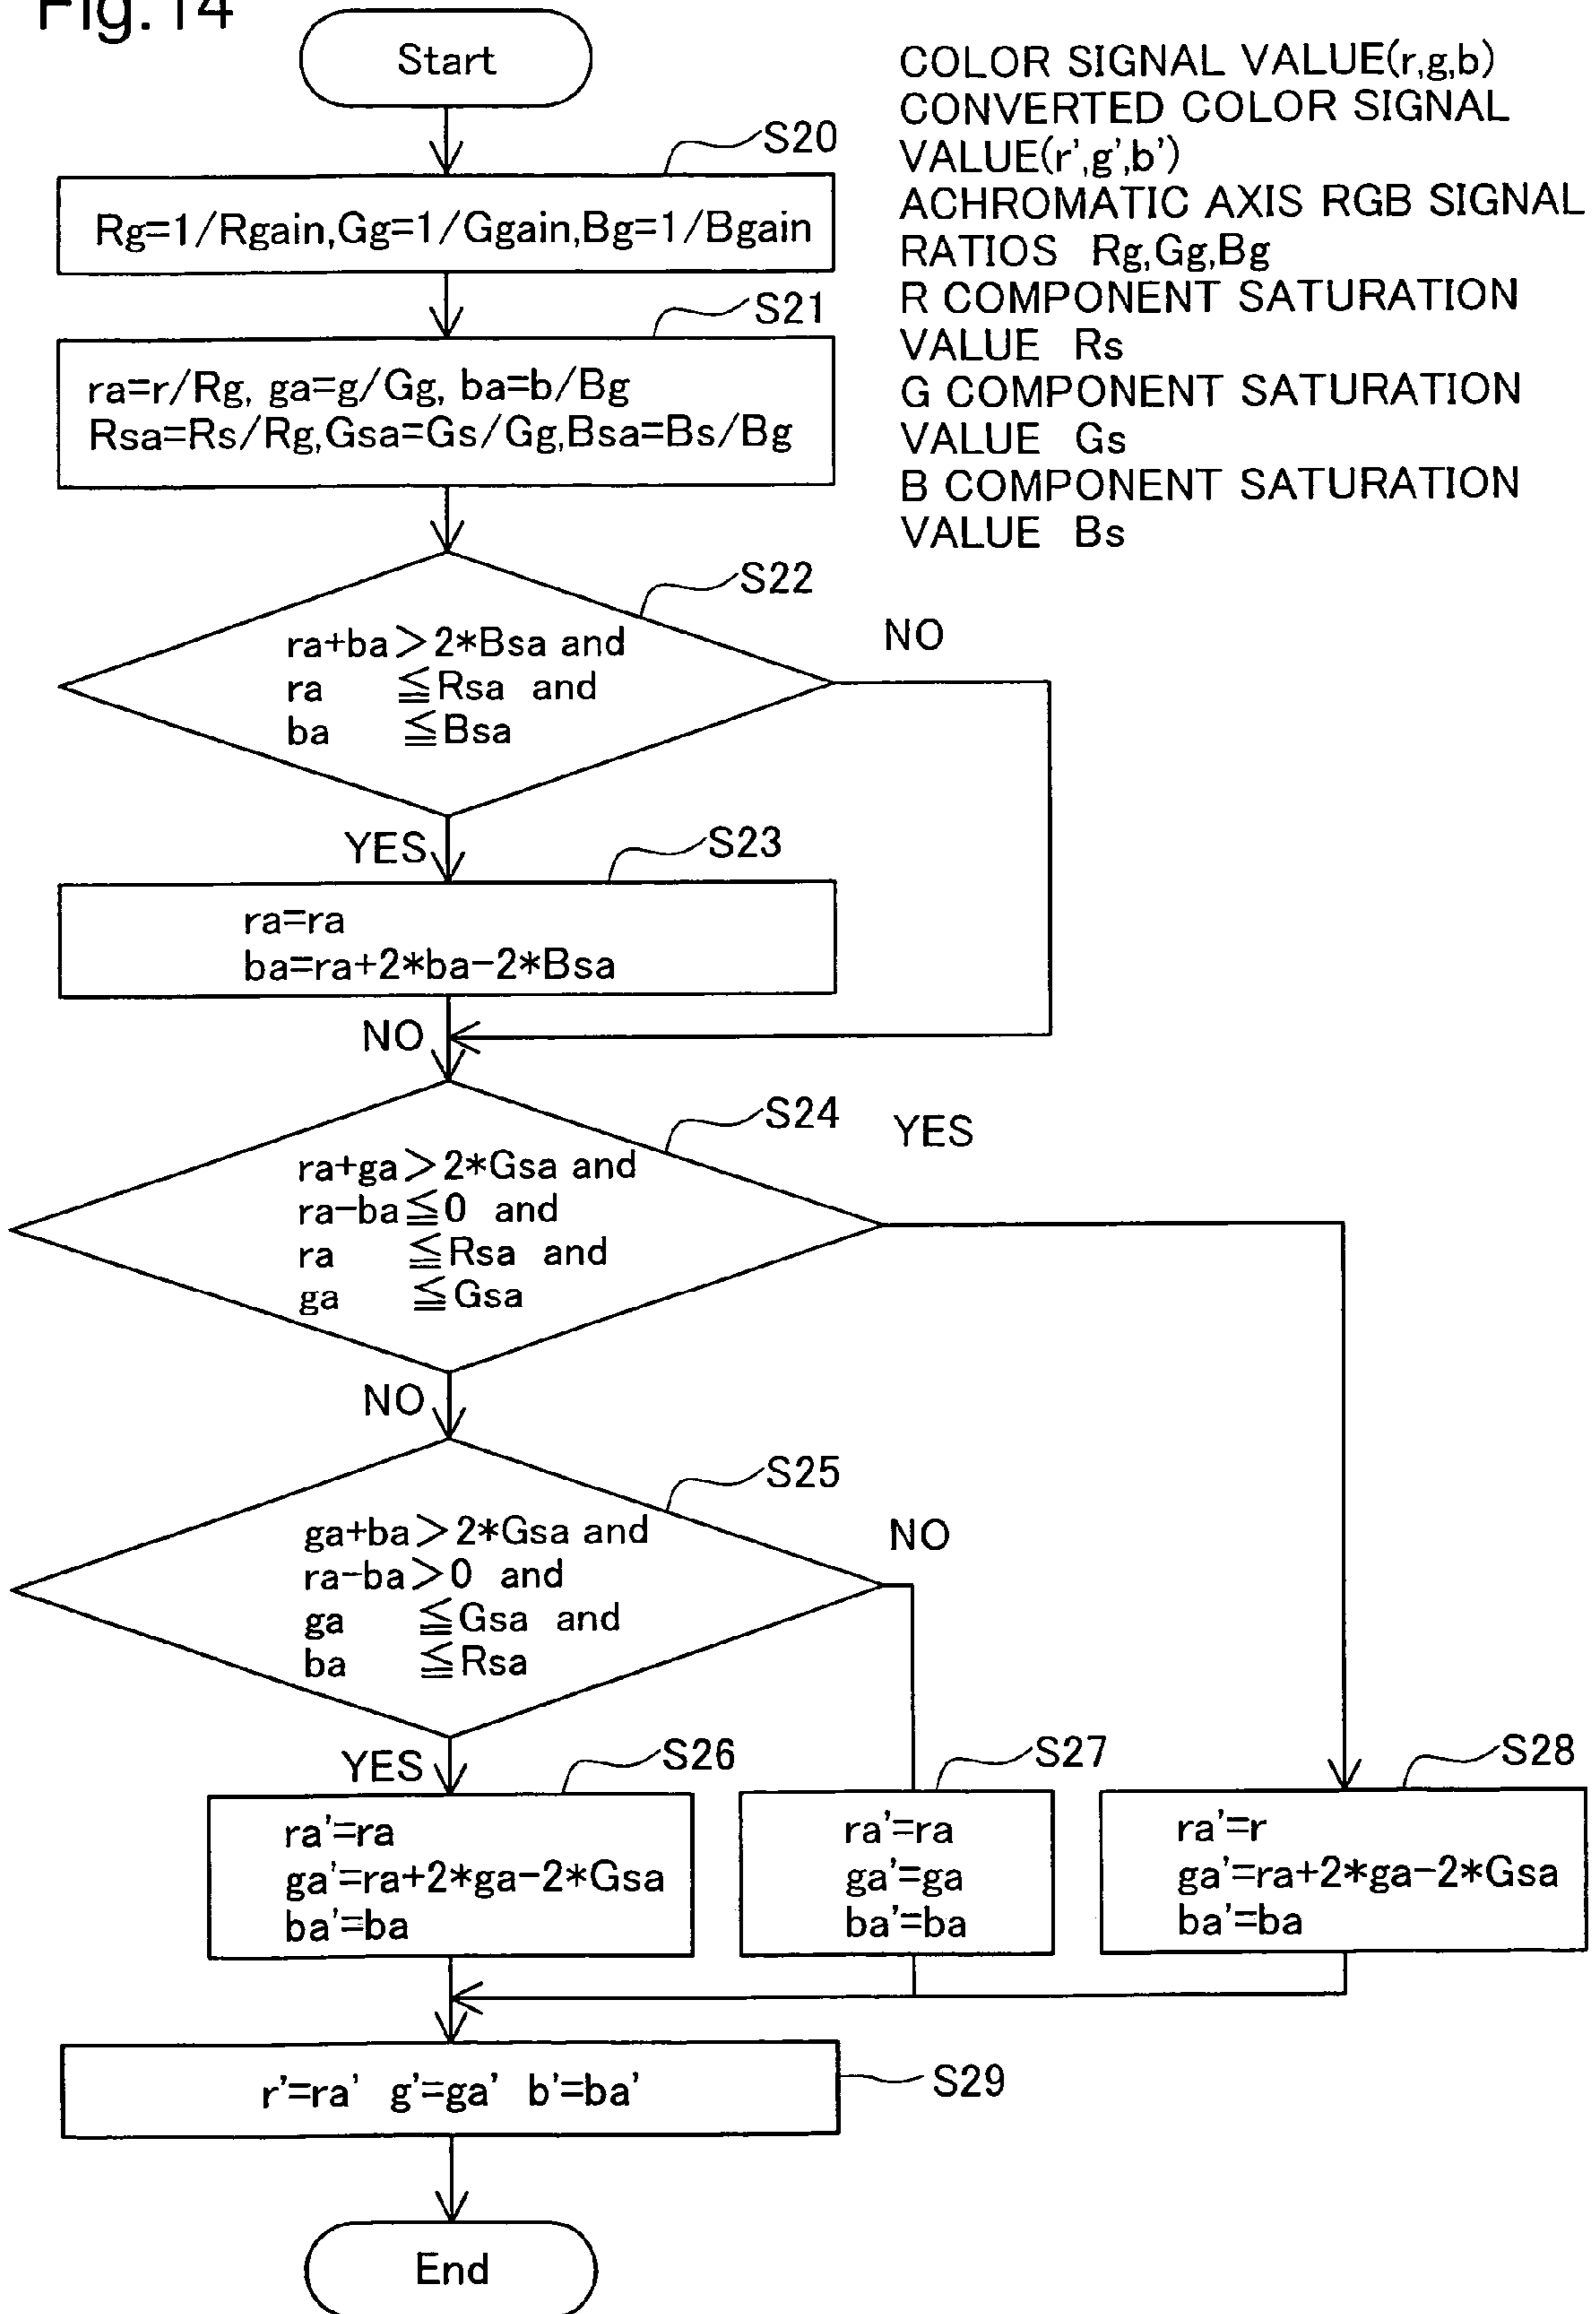 Fig.14
Start
COLOR SIGNAL VALUE(r,g,b)
CONVERTED COLOR SIGNAL
VALUE(r',g',b')
ACHROMATIC AXIS RGB SIGNAL
RATIOS Rg,Gg,Bg
R COMPONENT SATURATION
VALUE Rs
G COMPONENT SATURATION
VALUE Gs
B COMPONENT SATURATION
VALUE Bs
S20
Rg=1/Rgain,Gg=1/Ggain,Bg=1/Bgain
S21
ra=r/Rg, ga=g/Gg, ba=b/Bg
Rsa=Rs/Rg,Gsa=Gs/Gg,Bsa=Bs/Bg
S22
NO
ra+ba>2*Bsa and
ra ≦Rsa and
ba ≦Bsa
YES
S23
ra=ra
ba=ra+2*ba-2*Bsa
NO
S24
YES
ra+ga>2*Gsa and
ra-ba≦0 and
ra ≦Rsa and
ga ≦Gsa
NO
S25
NO
ga+ba>2*Gsa and
ra-ba>0 and
ga ≦Gsa and
ba ≦Rsa
YES
S26
ra'=ra
ga'=ra+2*ga-2*Gsa
ba'=ba
S27
ra'=ra
ga'=ga
ba'=ba
S28
ra'=r
ga'=ra+2*ga-2*Gsa
ba'=ba
S29
r'=ra' g'=ga' b'=ba'
End